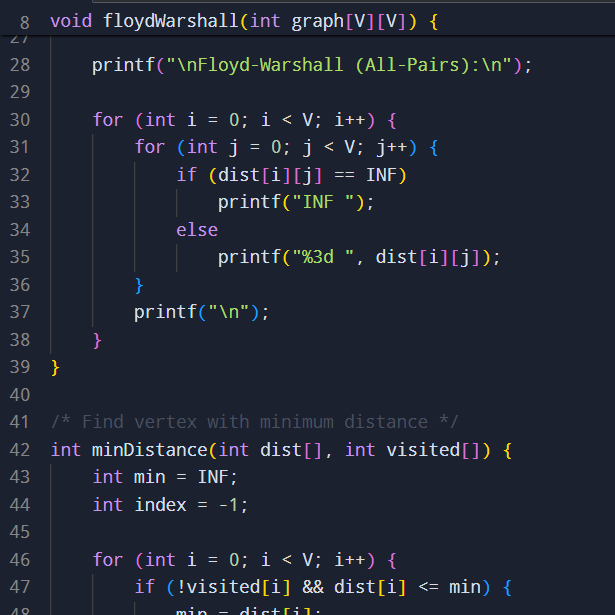 8 void floydWarshall(int graph[V][V]) {
27
28 printf("\nFloyd-Warshall (All-Pairs):\n");
29
30 for (int i = 0; i < V; i++) {
31 for (int j = 0; j < V; j++) {
32 if (dist[i][j] == INF)
33 printf("INF ");
34 else
35 printf("%3d ", dist[i][j]);
36 }
37 printf("\n");
38 }
39 }
40
41 /* Find vertex with minimum distance */
42 int minDistance(int dist[], int visited[]) {
43 int min = INF;
44 int index = -1;
45
46 for (int i = 0; i < V; i++) {
47 if (!visited[i] && dist[i] <= min) {
48 min = dist[i];